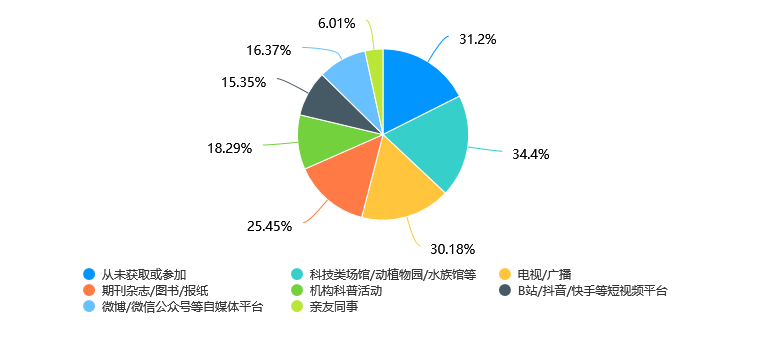 6.01%
31.2%
16.37%
15.35%
34.4%
18.29%
25.45%
30.18%
从未获取或参加 科技类场馆/动植物园/水族馆等 电视/广播
期刊杂志/图书/报纸 机构科普活动 B站/抖音/快手等短视频平台
微博/微信公众号等自媒体平台 亲友同事